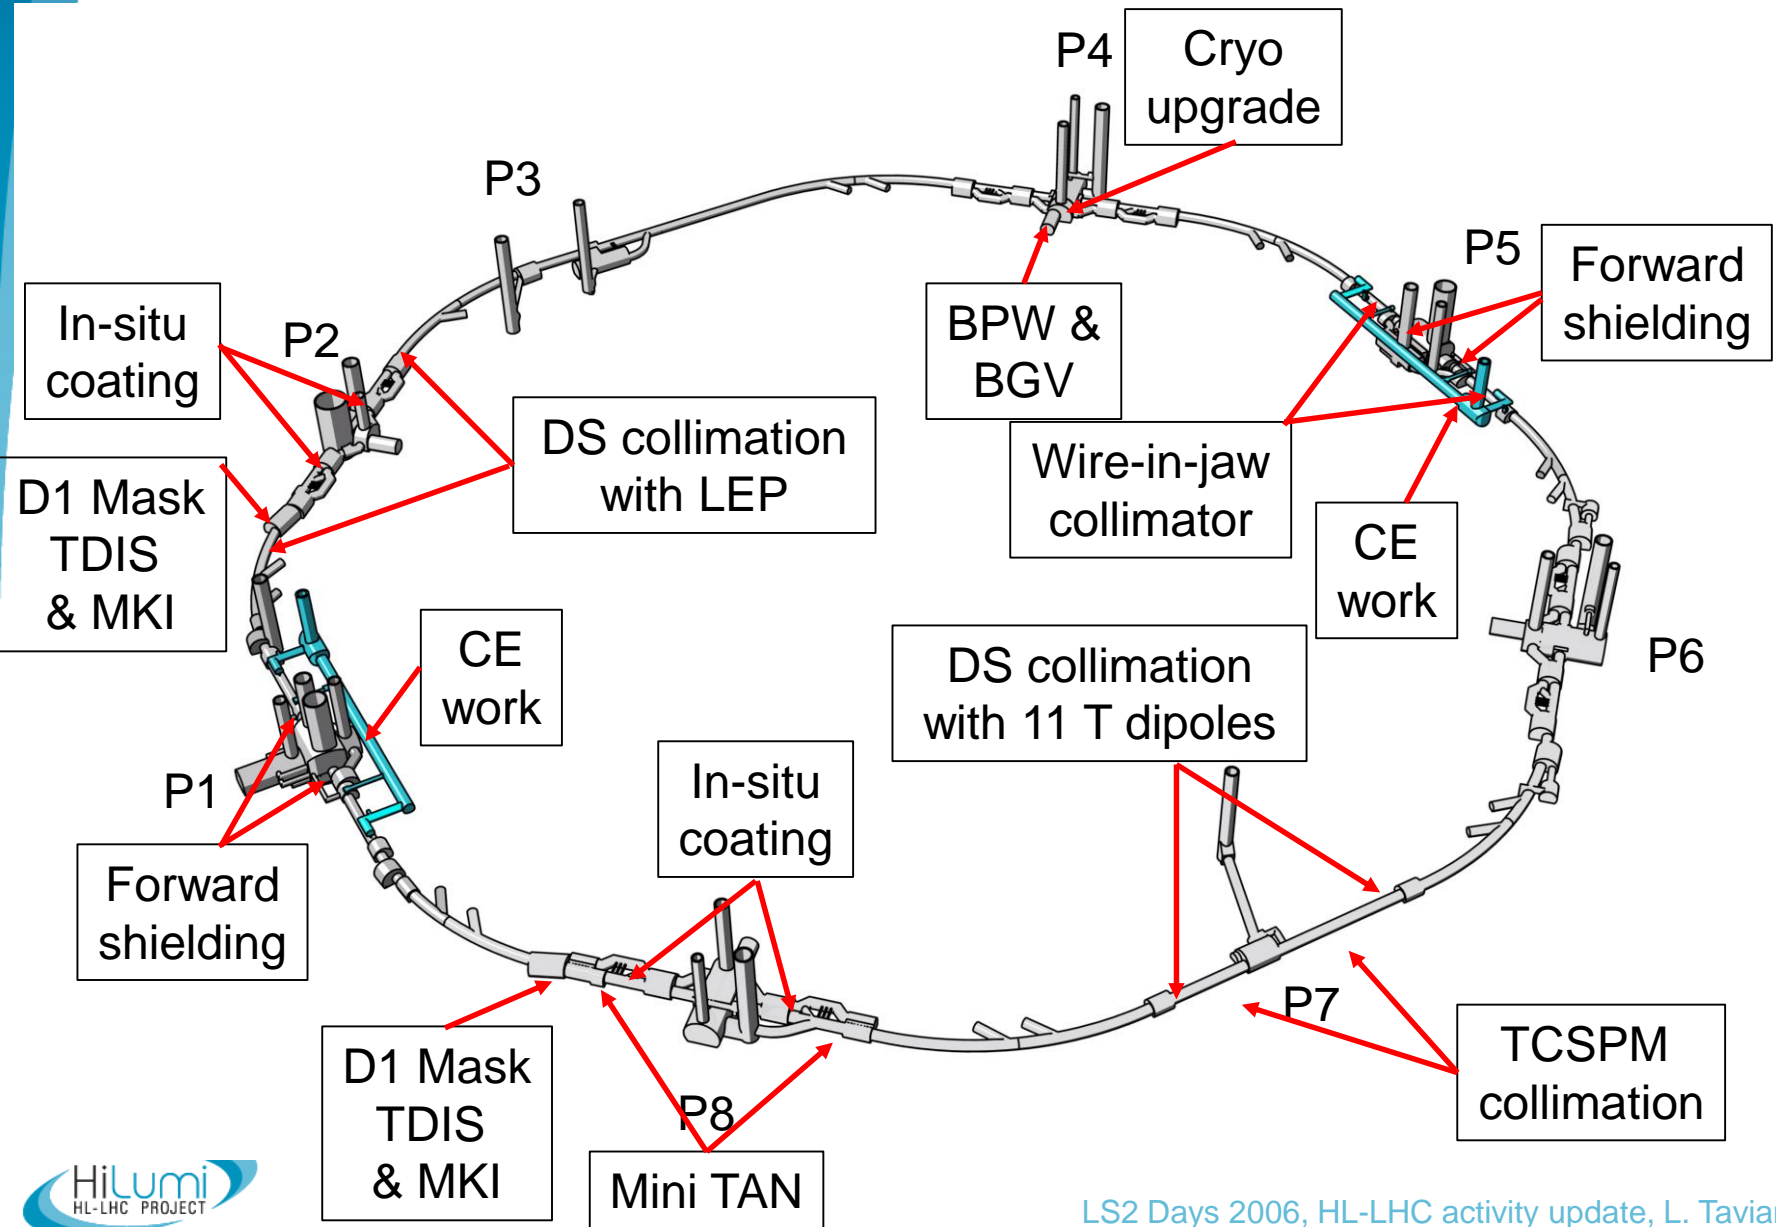 P4
Cryo
upgrade
P3
P5
Forward
shielding
In-situ
coating
P2
BPW &
BGV
DS collimation
with LEP
Wire-in-jaw
collimator
D1 Mask
TDIS
& MKI
CE
work
CE
work
DS collimation
with 11 T dipoles
P6
P1
In-situ
coating
Forward
shielding
P7
D1 Mask
TDIS
& MKI
P8
TCSPM
collimation
Mini TAN
HiLumi
HL-LHC PROJECT
LS2 Days 2006, HL-LHC activity update, L. Tavian